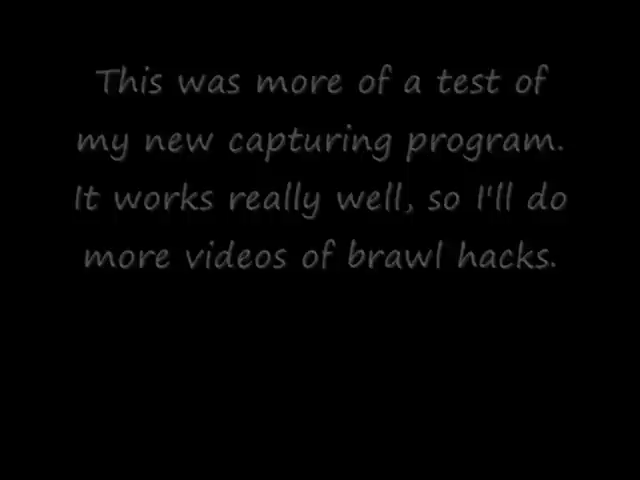 This was more of a test of
my new capturing program.
It works really well, so I'll do
more videos of brawl hacks.